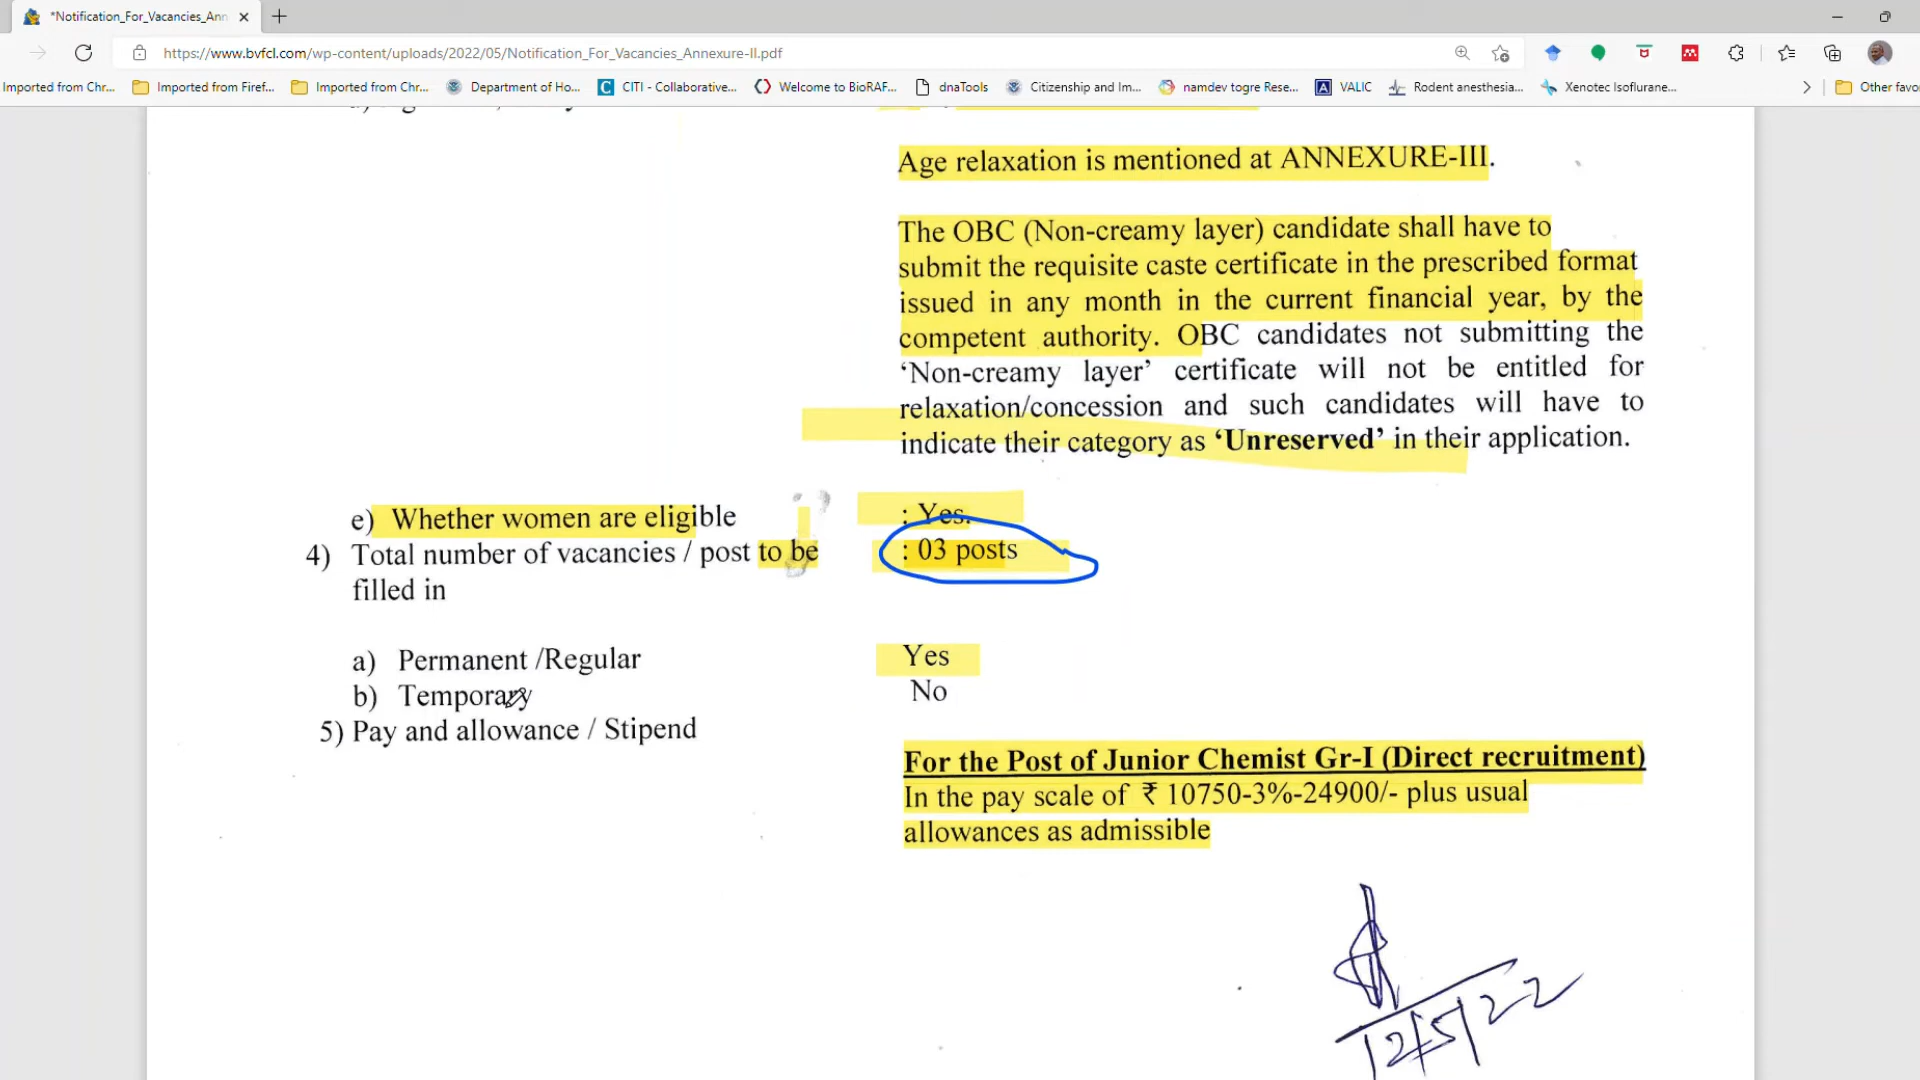 *Notification_For_Vacancies_Ann
https://www.bvfcl.com/wp-content/uploads/2022/05/Notification_For_Vacancies_Annexure-II.pdf
Imported from Chr...
Imported from Firef...
Imported from Chr...
Department of Ho...
CITI - Collaborative...
Welcome to BioRAF...
dnaTools
Citizenship and Im...
namdev togre Rese...
VALIC
Rodent anesthesia...
Xenotec Isoflurane...
Other favo
Age relaxation is mentioned at ANNEXURE-III.
The OBC (Non-creamy layer) candidate shall have to
submit the requisite caste certificate in the prescribed format
issued in any month in the current financial year, by the
competent authority. OBC candidates not submitting the
‘Non-creamy layer’ certificate will not be entitled for
relaxation/concession and such candidates will have to
indicate their category as ‘Unreserved’ in their application.
e) Whether women are eligible : Yes.
4) Total number of vacancies / post to be : 03 posts
filled in
a) Permanent /Regular Yes
b) Temporary No
5) Pay and allowance / Stipend
For the Post of Junior Chemist Gr-I (Direct recruitment)
In the pay scale of ₹ 10750-3%-24900/- plus usual
allowances as admissible
12/5/22